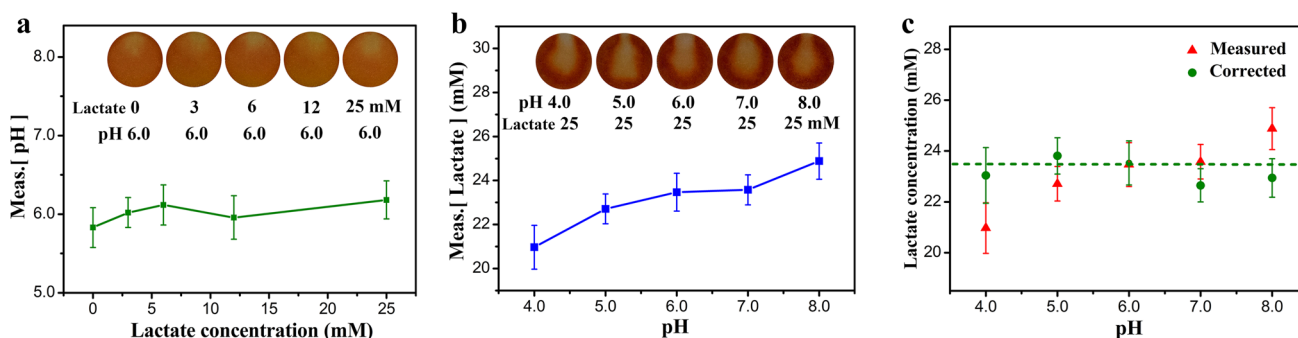 a
8.0
7.0
6.0
5.0
Meas.[ pH ]
Lactate 0 3 6 12 25 mM
pH 6.0 6.0 6.0 6.0 6.0
0 5 10 15 20 25
Lactate concentration (mM)
b
30
28
26
24
22
20
Meas.[ Lactate ] (mM)
pH 4.0 5.0 6.0 7.0 8.0
Lactate 25 25 25 25 25 mM
4.0 5.0 6.0 7.0 8.0
pH
c
28
26
24
22
20
Lactate concentration (mM)
Measured
Corrected
4.0 5.0 6.0 7.0 8.0
pH